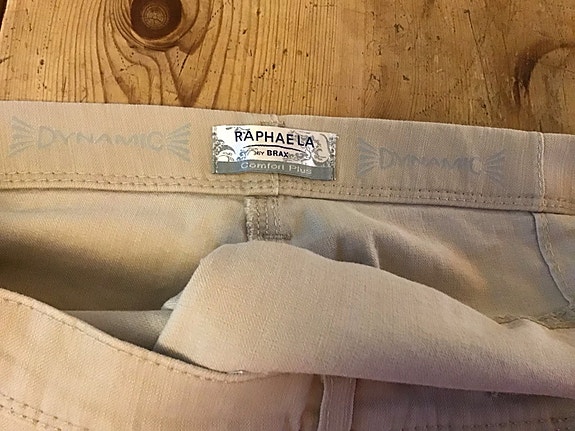 DYNAMIC
RAPHAELA
BY BRAX
Comfort Plus
DYNAMIC